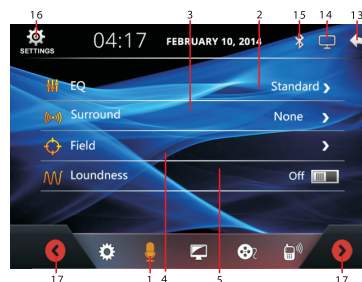 16 3 2 15 14 13
SETTINGS 04:17 FEBRUARY 10, 2014
EQ Standard
Surround None
Field
Loundness Off
17 1 4 5 17